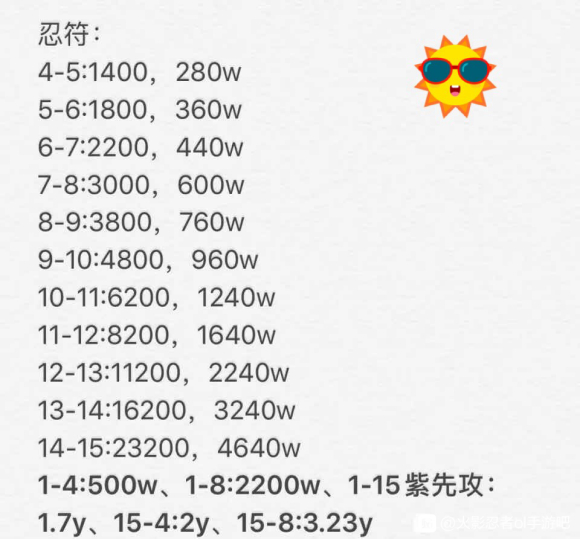 忍符：
4-5:1400，280w
5-6:1800，360w
6-7:2200，440w
7-8:3000，600w
8-9:3800，760w
9-10:4800，960w
10-11:6200，1240w
11-12:8200，1640w
12-13:11200，2240w
13-14:16200，3240w
14-15:23200，4640w
1-4:500w、1-8:2200w、1-15紫先攻：
1.7y、15-4:2y、15-8:3.23y